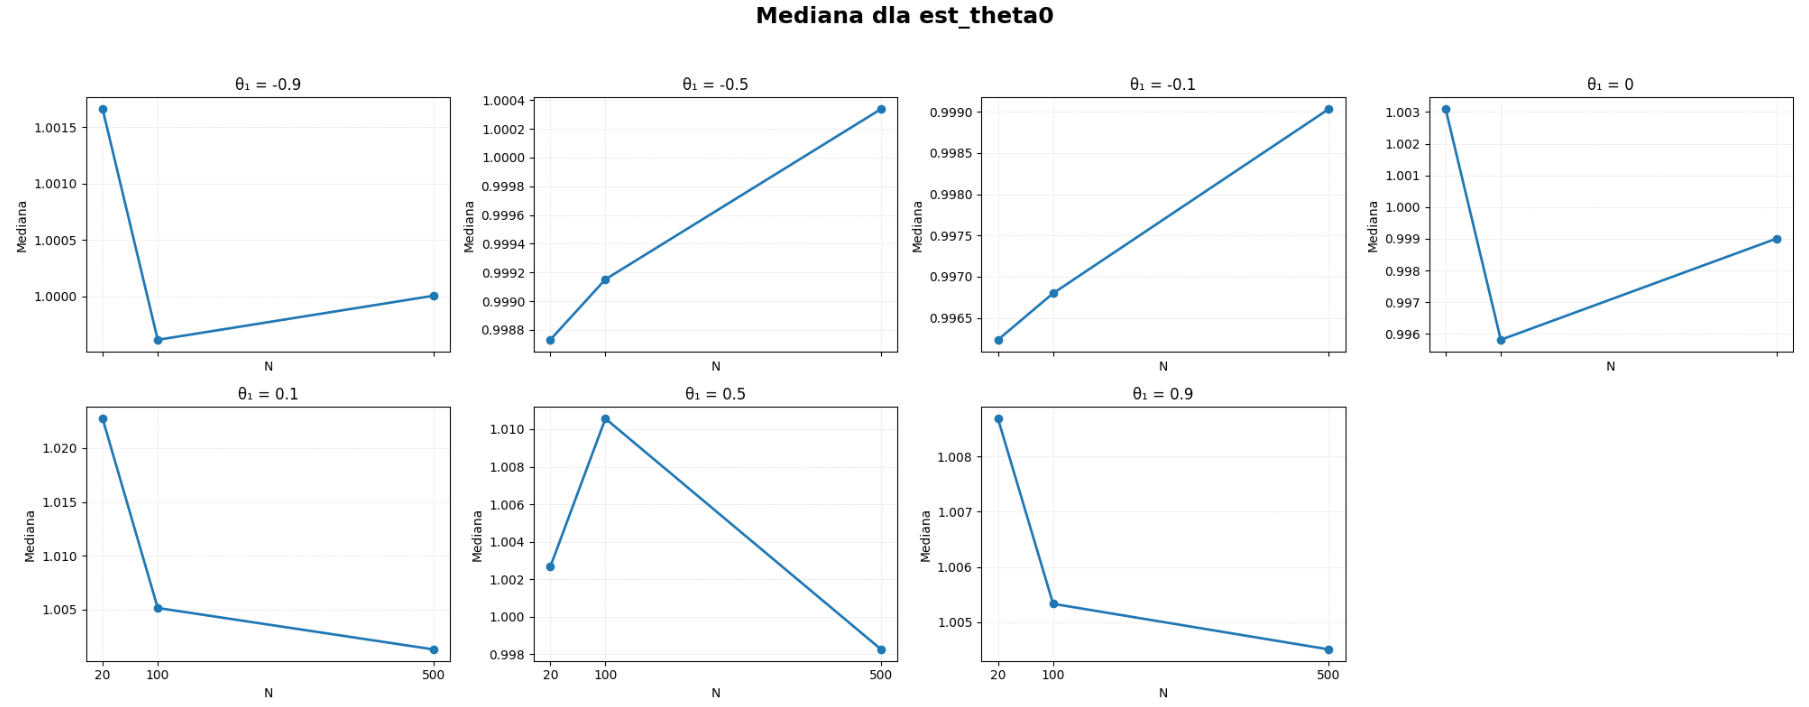 Mediana dla est_theta0
θ₁ = -0.9
1.0015
1.0010
1.0005
1.0000
Mediana
N
θ₁ = -0.5
1.0004
1.0002
1.0000
0.9998
0.9996
0.9994
0.9992
0.9990
0.9988
Mediana
N
θ₁ = -0.1
0.9990
0.9985
0.9980
0.9975
0.9970
0.9965
Mediana
N
θ₁ = 0
1.003
1.002
1.001
1.000
0.999
0.998
0.997
0.996
Mediana
N
θ₁ = 0.1
1.020
1.015
1.010
1.005
Mediana
20 100 500
N
θ₁ = 0.5
1.010
1.008
1.006
1.004
1.002
1.000
0.998
Mediana
20 100 500
N
θ₁ = 0.9
1.008
1.007
1.006
1.005
Mediana
20 100 500
N